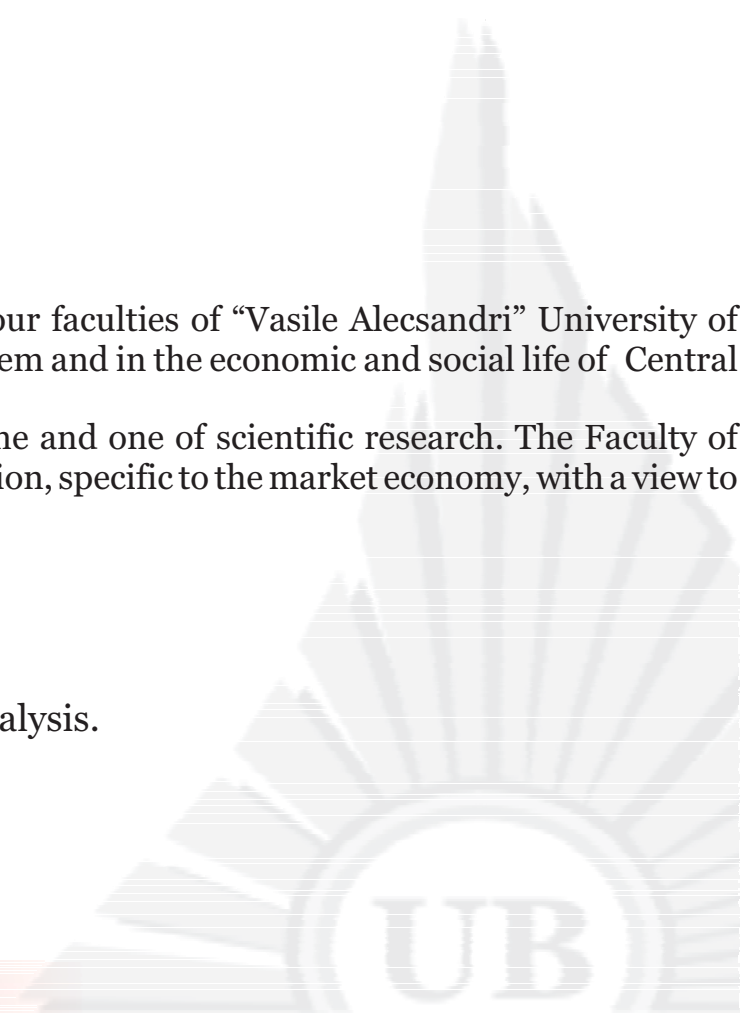 our faculties of “Vasile Alecsandri” University of
em and in the economic and social life of Central
ne and one of scientific research. The Faculty of
ion, specific to the market economy, with a view to
alysis.
UB